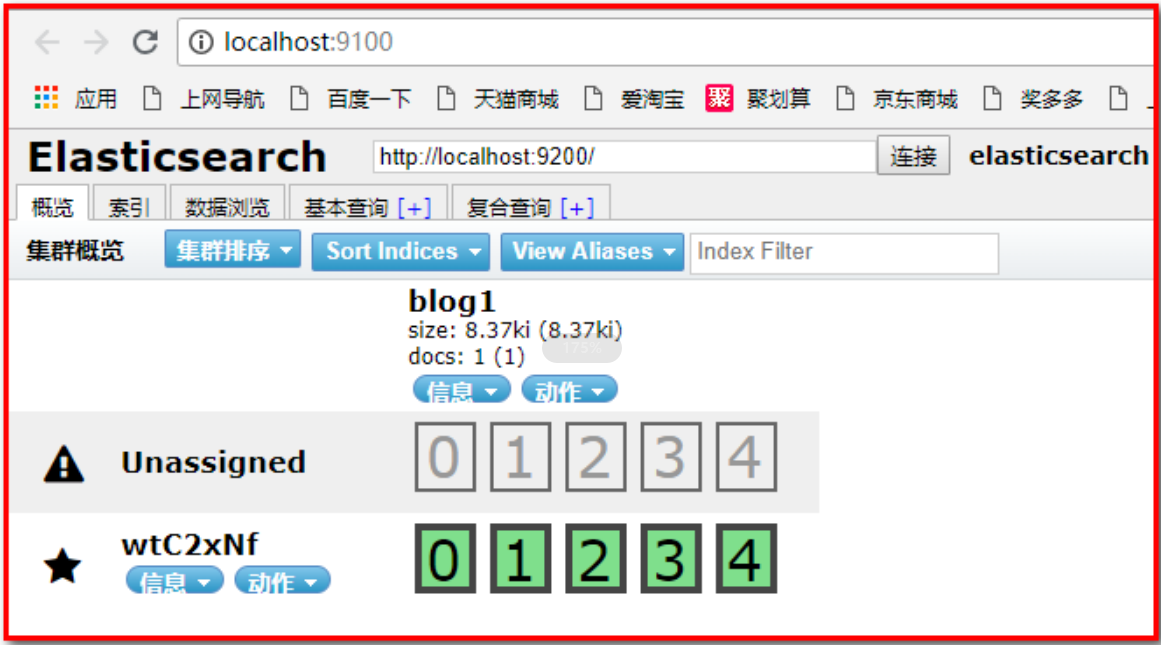 localhost:9100
应用 上网导航 百度一下 天猫商城 爱淘宝 聚 聚划算 京东商城 奖多多
Elasticsearch http://localhost:9200/ 连接 elasticsearch
概览 索引 数据浏览 基本查询 [+] 复合查询 [+]
集群概览 集群排序 Sort Indices View Aliases Index Filter
blog1
size: 8.37ki (8.37ki)
docs: 1 (1)
信息 动作
Unassigned 0 1 2 3 4
wtC2xNf 0 1 2 3 4
信息 动作